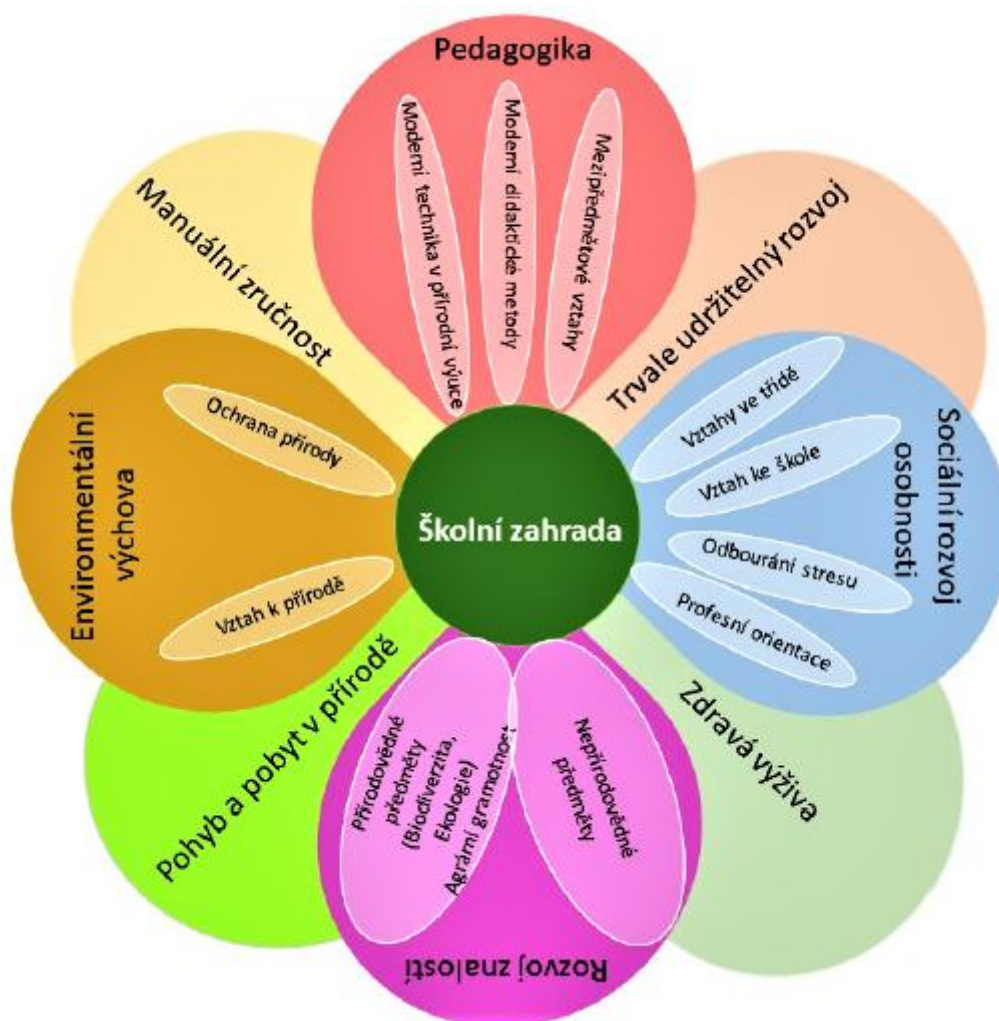 Pedagogika
Moderní technika v přírodní výuce
Moderní didaktické metody
Mezipředmětové vztahy
Trvale udržitelný rozvoj
Sociální rozvoj
osobnosti
Vztahy ve třídě
Vztah ke škole
Odbourání stresu
Profesní orientace
Zdravá výživa
Rozvoj znalostí
Nepřírodovědné
předměty
Přírodovědné
předměty
(Biodiverzita,
Ekologie)
Agrární gramotnost
Pohyb a pobyt v přírodě
Environmentální
výchova
Ochrana přírody
Vztah k přírodě
Manuální zručnost
Školní zahrada